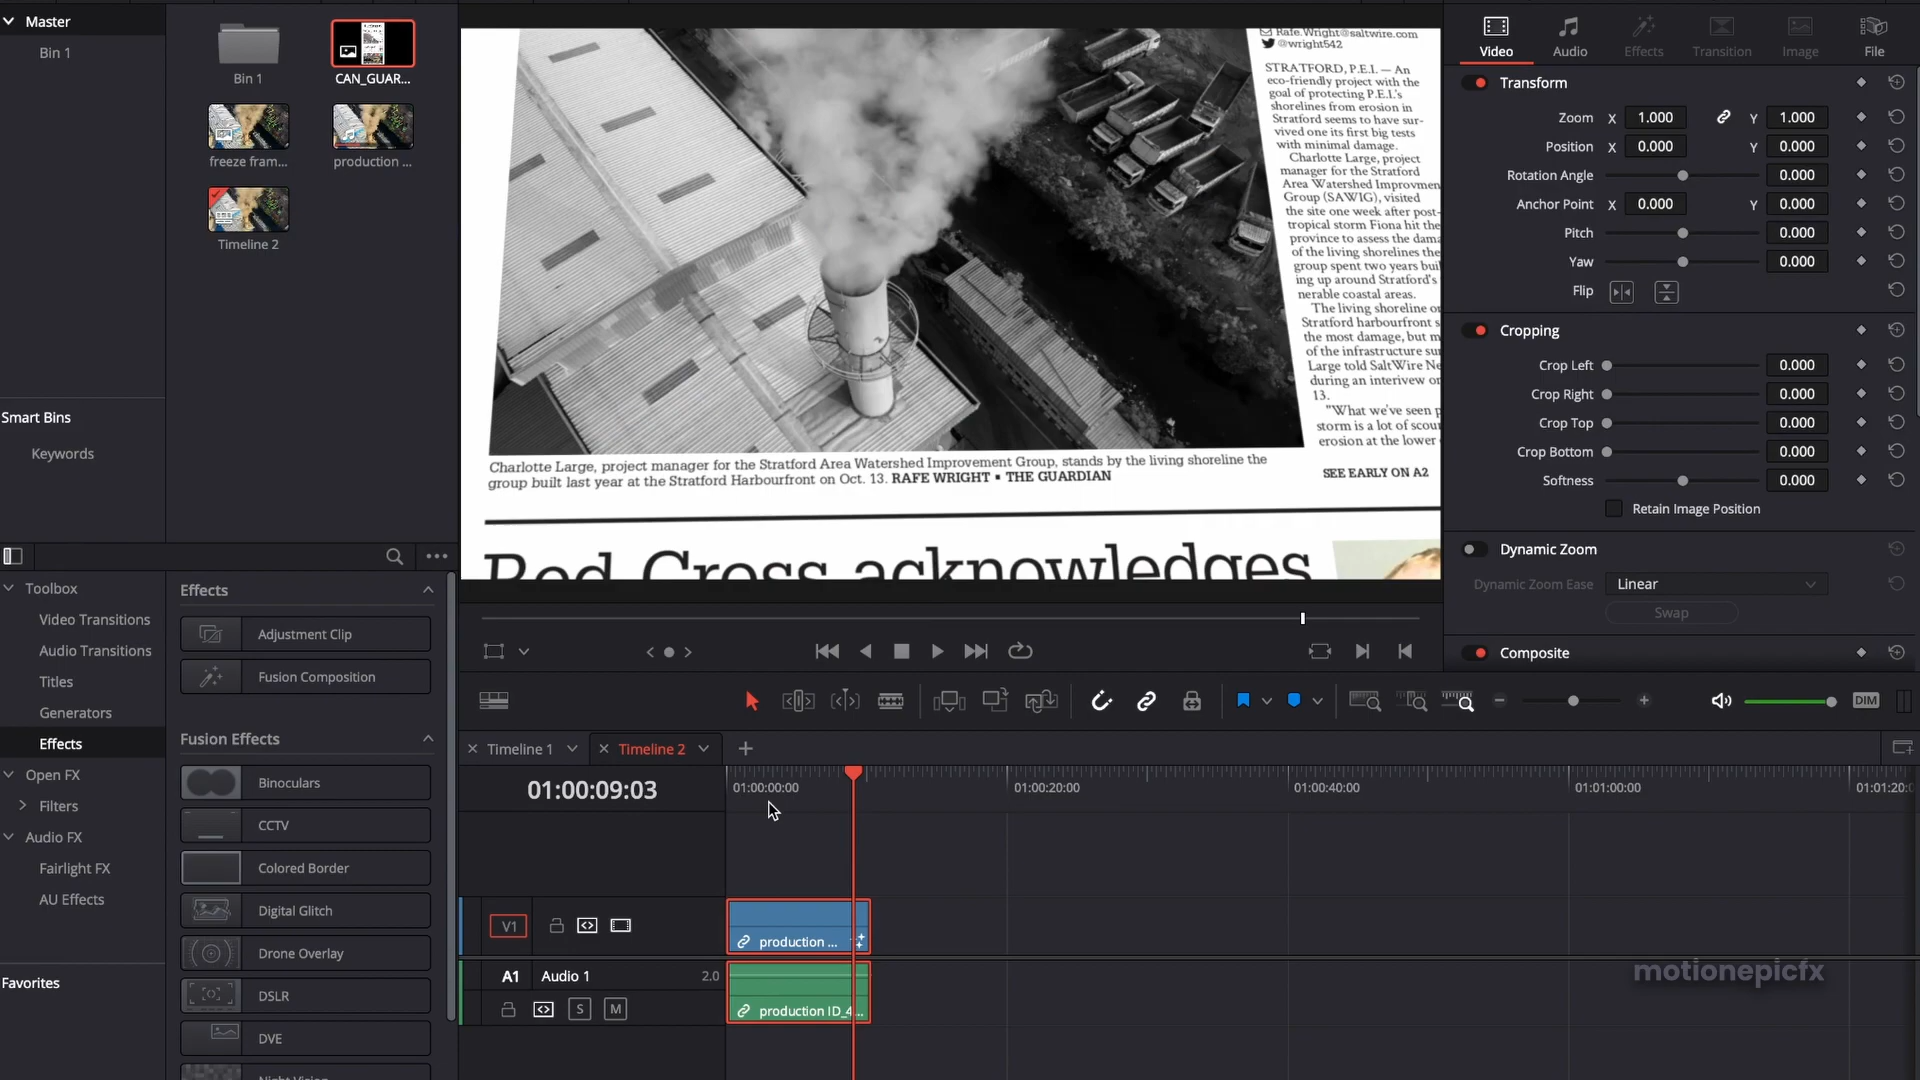 Master
Bin 1
Bin 1
CAN_GUAR...
freeze fram...
production ...
Timeline 2
Smart Bins
Keywords
Toolbox
Video Transitions
Audio Transitions
Titles
Generators
Effects
Open FX
Filters
Audio FX
Fairlight FX
AU Effects
Favorites
Effects
Adjustment Clip
Fusion Composition
Fusion Effects
Binoculars
CCTV
Colored Border
Digital Glitch
Drone Overlay
DSLR
DVE
Rafe.Wright@saltwire.com
@wright542
STRATFORD, P.E.I. — An
eco-friendly project with the
goal of protecting P.E.I.'s
shorelines from erosion in
Stratford seems to have sur-
vived one its first big tests
with minimal damage.
Charlotte Large, project
manager for the Stratford
Area Watershed Improvmen
Group (SAWIG), visited
the site one week after post-
tropical storm Fiona hit the
province to assess the dama
of the living shorelines the
group spent two years buil
ing up around Stratford's
nerable coastal areas.
The living shoreline o
Stratford harbourfront s
the most damage, but m
of the infrastructure su
Large told SaltWire Ne
during an interivew o
13.
"What we've seen
storm is a lot of scou
erosion at the lower
SEE EARLY ON A2
Charlotte Large, project manager for the Stratford Area Watershed Improvement Group, stands by the living shoreline the
group built last year at the Stratford Harbourfront on Oct. 13. RAFE WRIGHT ▪ THE GUARDIAN
Red Cross acknowledges
Video
Audio
Effects
Transition
Image
File
Transform
Zoom X 1.000 Y 1.000
Position X 0.000 Y 0.000
Rotation Angle 0.000
Anchor Point X 0.000 Y 0.000
Pitch 0.000
Yaw 0.000
Flip
Cropping
Crop Left 0.000
Crop Right 0.000
Crop Top 0.000
Crop Bottom 0.000
Softness 0.000
Retain Image Position
Dynamic Zoom
Dynamic Zoom Ease Linear
Swap
Composite
DIM
Timeline 1
Timeline 2
01:00:09:03
01:00:00:00
01:00:20:00
01:00:40:00
01:01:00:00
01:01:20:0
V1
production ...
A1 Audio 1 2.0
S M
production ID_4...
motionepicfx